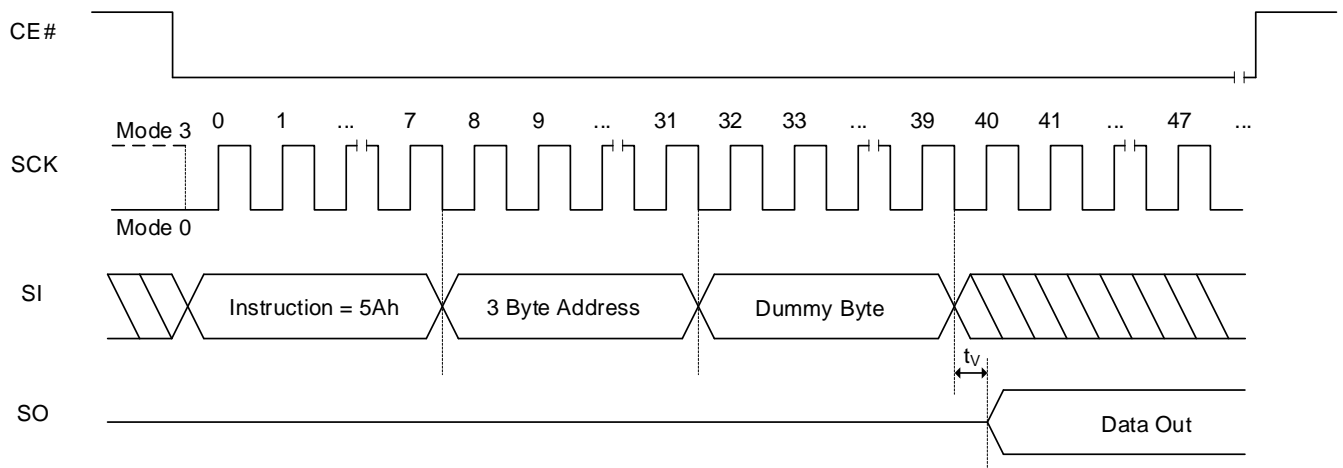 CE#
Mode 3 0 1 ... 7 8 9 ... 31 32 33 ... 39 40 41 ... 47 ...
SCK
Mode 0
SI Instruction = 5Ah 3 Byte Address Dummy Byte
tV
SO Data Out